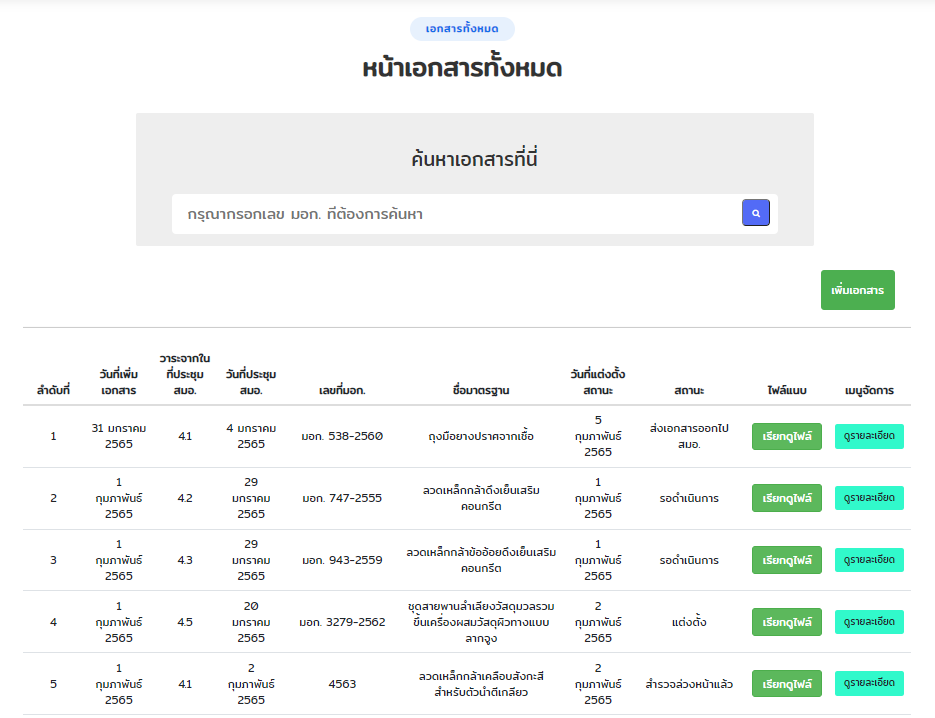 เอกสารทั้งหมด
หน้าเอกสารทั้งหมด
ค้นหาเอกสารที่นี่
กรุณากรอกเลข มอก. ที่ต้องการค้นหา
เพิ่มเอกสาร
ลำดับที่ วันที่เพิ่มเอกสาร วาระจากในที่ประชุม สมอ. วันที่ประชุม สมอ. เลขที่มอก. ชื่อมาตรฐาน วันที่แต่งตั้งสถานะ สถานะ ไฟล์แนบ เมนูจัดการ
1 31 มกราคม 2565 4.1 4 มกราคม 2565 มอก. 538-2560 ถุงมือยางปราศจากเชื้อ 5 กุมภาพันธ์ 2565 ส่งเอกสารออกไป สมอ. เรียกดูไฟล์ ดูรายละเอียด
2 1 กุมภาพันธ์ 2565 4.2 29 มกราคม 2565 มอก. 747-2555 ลวดเหล็กกล้าดึงเย็นเสริมคอนกรีต 1 กุมภาพันธ์ 2565 รอดำเนินการ เรียกดูไฟล์ ดูรายละเอียด
3 1 กุมภาพันธ์ 2565 4.3 29 มกราคม 2565 มอก. 943-2559 ลวดเหล็กกล้าข้ออ้อยดึงเย็นเสริมคอนกรีต 1 กุมภาพันธ์ 2565 รอดำเนินการ เรียกดูไฟล์ ดูรายละเอียด
4 1 กุมภาพันธ์ 2565 4.5 20 มกราคม 2565 มอก. 3279-2562 ชุดสายพานลำเลียงวัสดุมวลรวมขึ้นเครื่องผสมวัสดุผิวทางแบบลากจูง 2 กุมภาพันธ์ 2565 แต่งตั้ง เรียกดูไฟล์ ดูรายละเอียด
5 1 กุมภาพันธ์ 2565 4.1 2 กุมภาพันธ์ 2565 4563 ลวดเหล็กกล้าเคลือบสังกะสีสำหรับตัวนำตีเกลียว 2 กุมภาพันธ์ 2565 สำรวจล่วงหน้าแล้ว เรียกดูไฟล์ ดูรายละเอียด